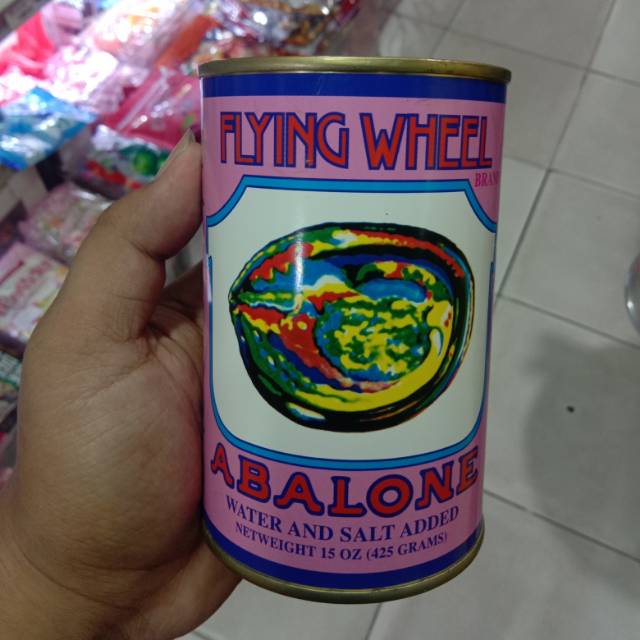 FLYING WHEEL
BRAND
ABALONE
WATER AND SALT ADDED
NETWEIGHT 15 OZ (425 GRAMS)